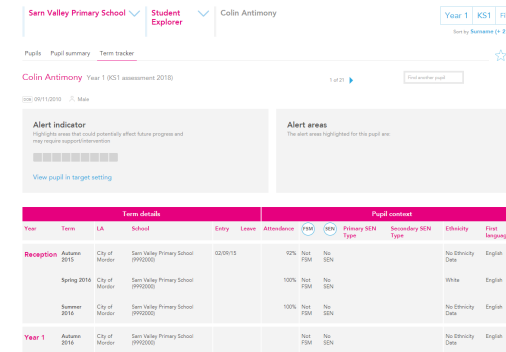 Sarn Valley Primary School Student Explorer Colin Antimony Year 1 KS1
Sort by Surname (+ 2
Pupils Pupil summary Term tracker
Colin Antimony Year 1 (KS1 assessment 2018) 1 of 21 Find another pupil
DOB 09/11/2010 Male
Alert indicator
Highlights areas that could potentially affect future progress and
may require support/intervention
View pupil in target setting
Alert areas
The alert areas highlighted for this pupil are:
Term details Pupil context
Year Term LA School Entry Leave Attendance FSM SEN Primary SEN Type Secondary SEN Type Ethnicity First languag
Reception Autumn 2015 City of Mordor Sarn Valley Primary School (9992000) 02/09/15 92% Not FSM No SEN No Ethnicity Data English
Spring 2016 City of Mordor Sarn Valley Primary School (9992000) 100% Not FSM No SEN White English
Summer 2016 City of Mordor Sarn Valley Primary School (9992000) 100% Not FSM No SEN No Ethnicity Data English
Year 1 Autumn 2016 City of Mordor Sarn Valley Primary School (9992000) Not FSM No SEN No Ethnicity Data English